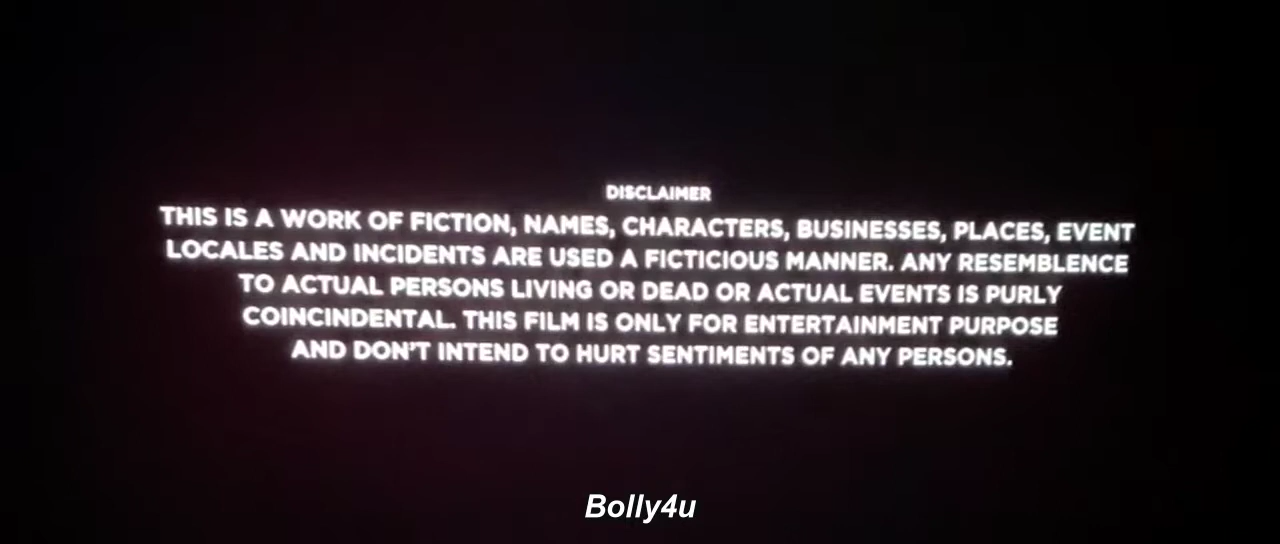 DISCLAIMER
THIS IS A WORK OF FICTION, NAMES, CHARACTERS, BUSINESSES, PLACES, EVENT
LOCALES AND INCIDENTS ARE USED A FICTICIOUS MANNER. ANY RESEMBLENCE
TO ACTUAL PERSONS LIVING OR DEAD OR ACTUAL EVENTS IS PURLY
COINCINDENTAL. THIS FILM IS ONLY FOR ENTERTAINMENT PURPOSE
AND DON'T INTEND TO HURT SENTIMENTS OF ANY PERSONS.
Bolly4u